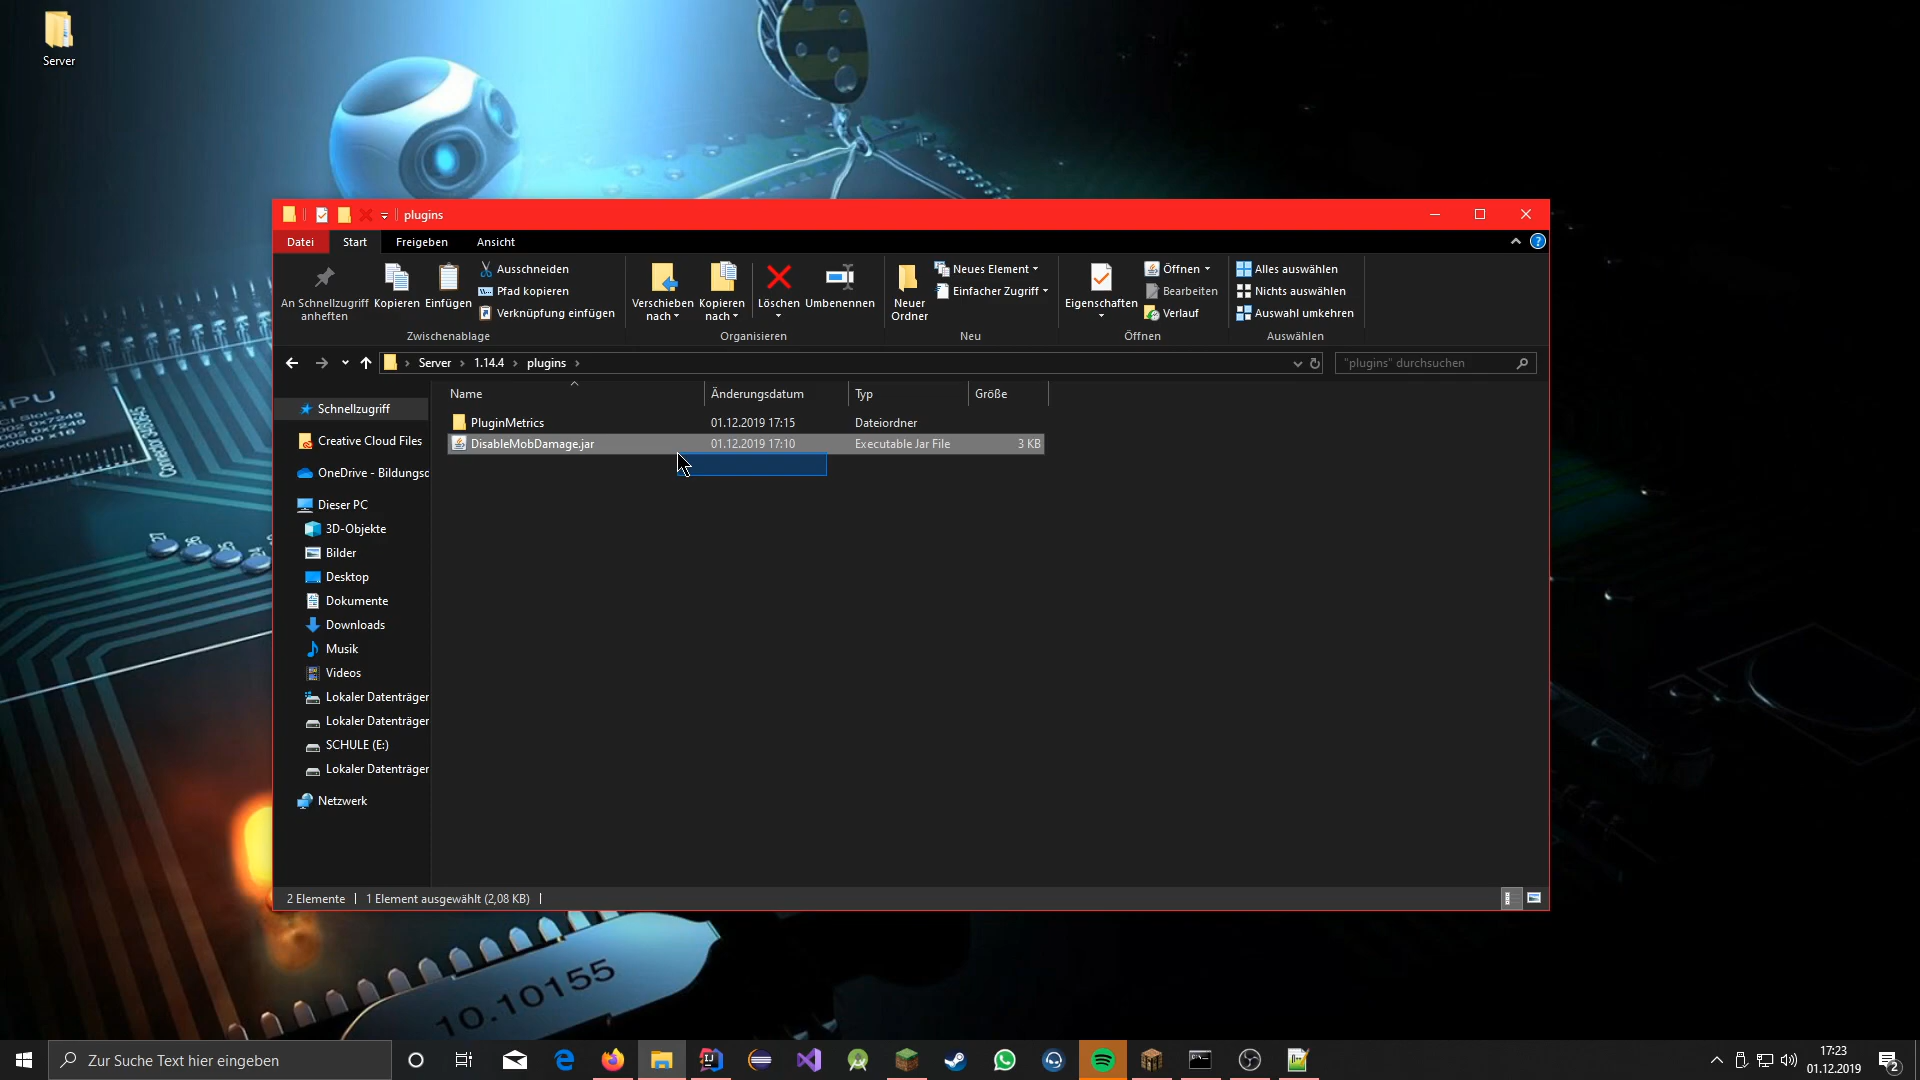 Server
plugins
Datei Start Freigeben Ansicht
An Schnellzugriff anheften
Kopieren
Einfügen
Ausschneiden
Pfad kopieren
Verknüpfung einfügen
Zwischenablage
Verschieben nach
Kopieren nach
Löschen
Umbenennen
Organisieren
Neuer Ordner
Neues Element
Einfacher Zugriff
Neu
Eigenschaften
Öffnen
Bearbeiten
Verlauf
Öffnen
Alles auswählen
Nichts auswählen
Auswahl umkehren
Auswählen
Server 1.14.4 plugins
"plugins" durchsuchen
Name Änderungsdatum Typ Größe
PluginMetrics 01.12.2019 17:15 Dateiordner
DisableMobDamage.jar 01.12.2019 17:10 Executable Jar File 3 KB
Schnellzugriff
Creative Cloud Files
OneDrive - Bildungsd
Dieser PC
3D-Objekte
Bilder
Desktop
Dokumente
Downloads
Musik
Videos
Lokaler Datenträger
Lokaler Datenträger
SCHULE (E:)
Lokaler Datenträger
Netzwerk
2 Elemente 1 Element ausgewählt (2,08 KB)
10.10155
Zur Suche Text hier eingeben
17:23
01.12.2019
2